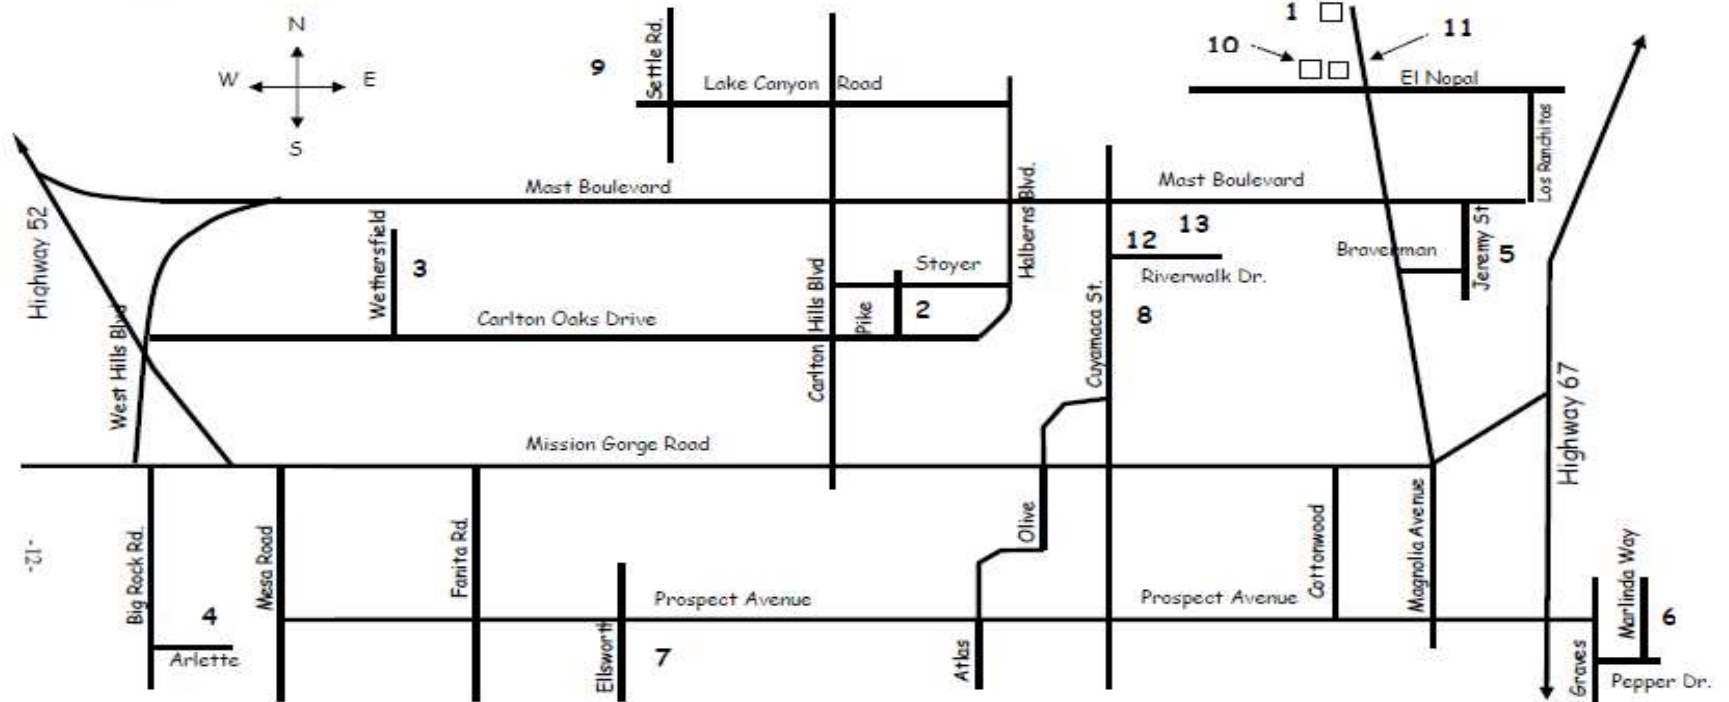 1
11
10
N
W
E
S
9
Settle Rd.
Lake Canyon Road
El Nopal
Los Ranchitos
Mast Boulevard
Mast Boulevard
Halberns Blvd.
Highway 52
Wethersfield
3
13
12
Stoyer
Braverman
Jeremy St
5
Riverwalk Dr.
Carlton Hills Blvd
Pike
2
Carlton Oaks Drive
Cuyamaca St.
8
West Hills Blvd
Highway 67
Mission Gorge Road
-12-
Big Rock Rd.
Mesa Road
Fanita Rd.
Olive
Cottonwood
Magnolia Avenue
Marlinda Way
Prospect Avenue
Prospect Avenue
4
6
Arlette
Ellsworth
7
Atlas
Graves
Pepper Dr.